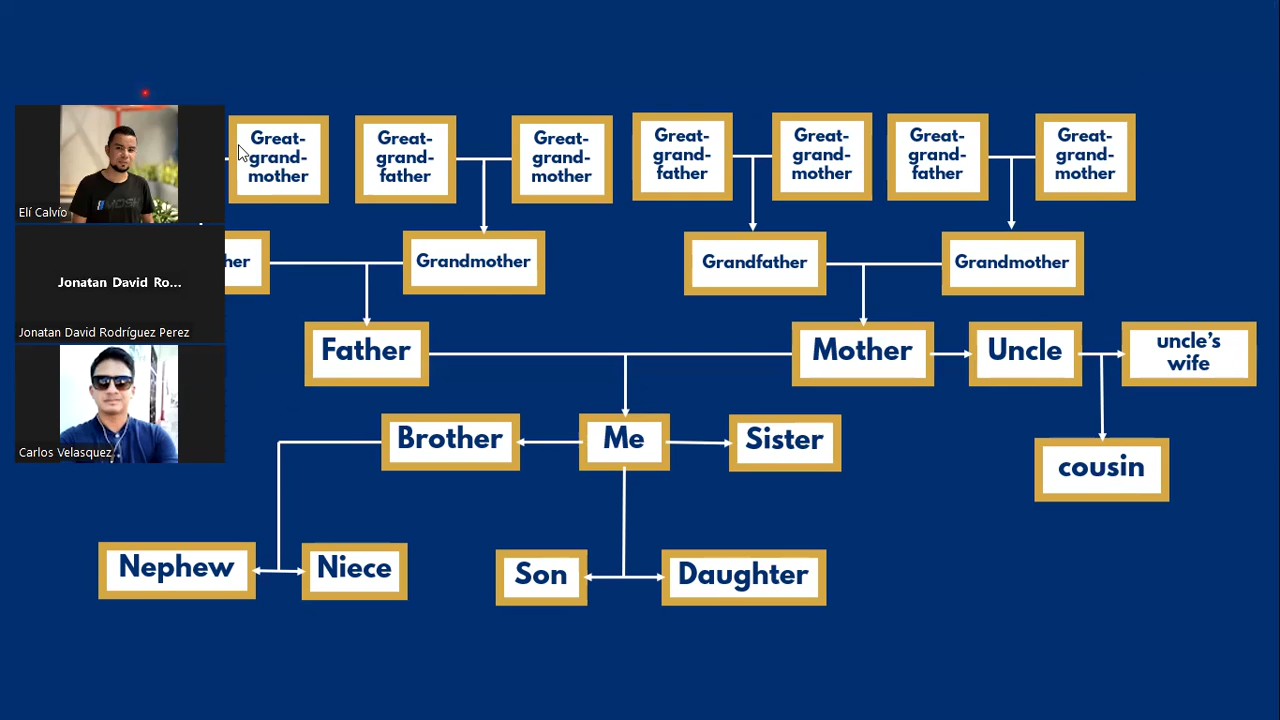 Great-
grand-
mother
Great-
grand-
father
Great-
grand-
mother
Great-
grand-
father
Great-
grand-
mother
Great-
grand-
father
Great-
grand-
mother
Elí Calvío
her
Grandmother
Grandfather
Grandmother
Jonatan David Ro...
Jonatan David Rodríguez Perez
Father
Mother
Uncle
uncle's
wife
Carlos Velasquez
Brother
Me
Sister
cousin
Nephew
Niece
Son
Daughter